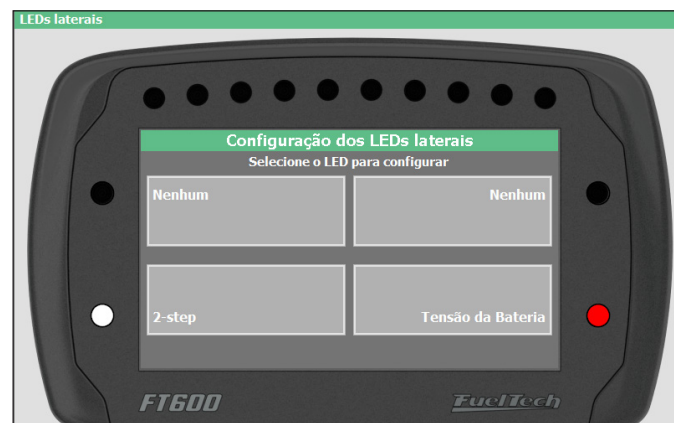 LEDs laterais
Configuração dos LEDs laterais
Selecione o LED para configurar
Nenhum
Nenhum
2-step
Tensão da Bateria
FT600
FuelTech